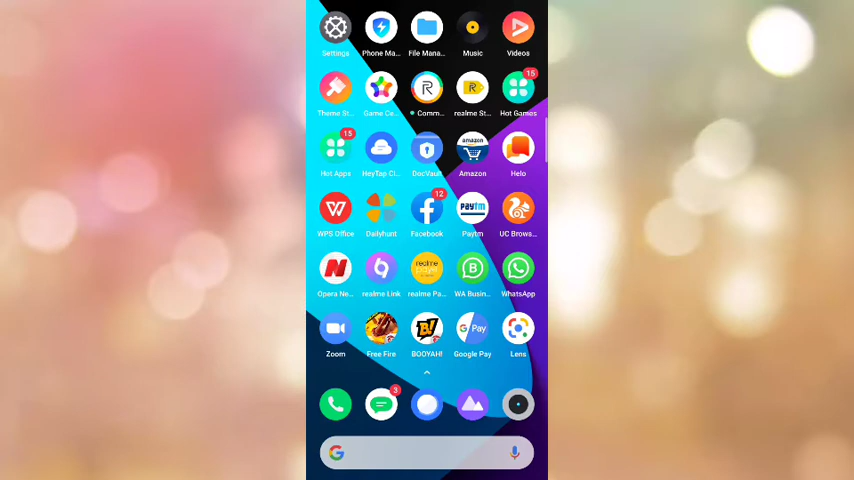 Settings Phone Ma... File Mana... Music Videos
15
Theme St... Game Ce... Comm... realme St... Hot Games
15
amazon
Hot Apps HeyTap Cl... DocVault Amazon Helo
12
paytm
WPS Office Dailyhunt Facebook Paytm UC Brows...
realme
Opera Ne... realme Link realme Pa... WA Busin... WhatsApp
B! G Pay
Zoom Free Fire BOOYAH! Google Pay Lens
3